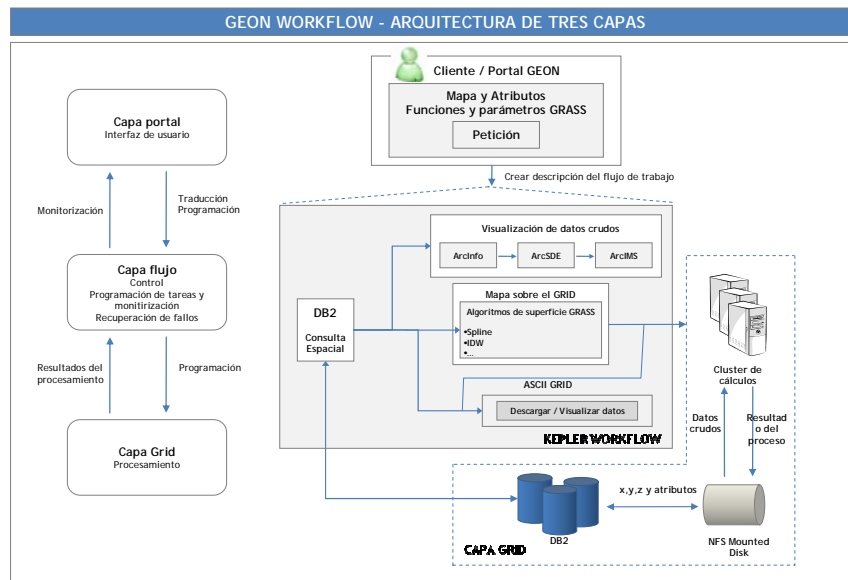 GEON WORKFLOW - ARQUITECTURA DE TRES CAPAS
Capa portal
Interfaz de usuario
Monitorización
Traducción
Programación
Capa flujo
Control
Programación de tareas y
monitirización
Recuperación de fallos
Resultados del
procesamiento
Programación
Capa Grid
Procesamiento
Cliente / Portal GEON
Mapa y Atributos
Funciones y parámetros GRASS
Petición
Crear descripción del flujo de trabajo
Visualización de datos crudos
ArcInfo
ArcSDE
ArcIMS
DB2
Consulta
Espacial
Mapa sobre el GRID
Algoritmos de superficie GRASS
•Spline
•IDW
•...
ASCII GRID
Descargar / Visualizar datos
KEPLER WORKFLOW
Cluster de
cálculos
Datos
crudos
Resultad
o del
proceso
x,y,z y atributos
DB2
NFS Mounted
Disk
CAPA GRID